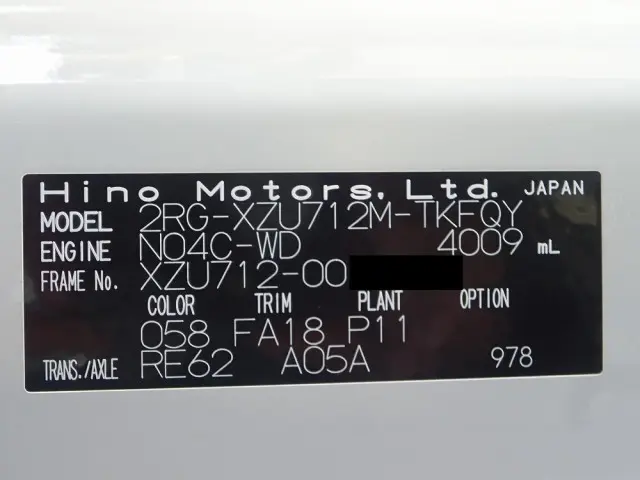 Hino Motors, Ltd. JAPAN
MODEL 2RG-XZU712M-TKFQY
ENGINE N04C-WD 4009 mL
FRAME No. XZU712-00
COLOR TRIM PLANT OPTION
058 FA18 P11
TRANS./AXLE RE62 A05A 978